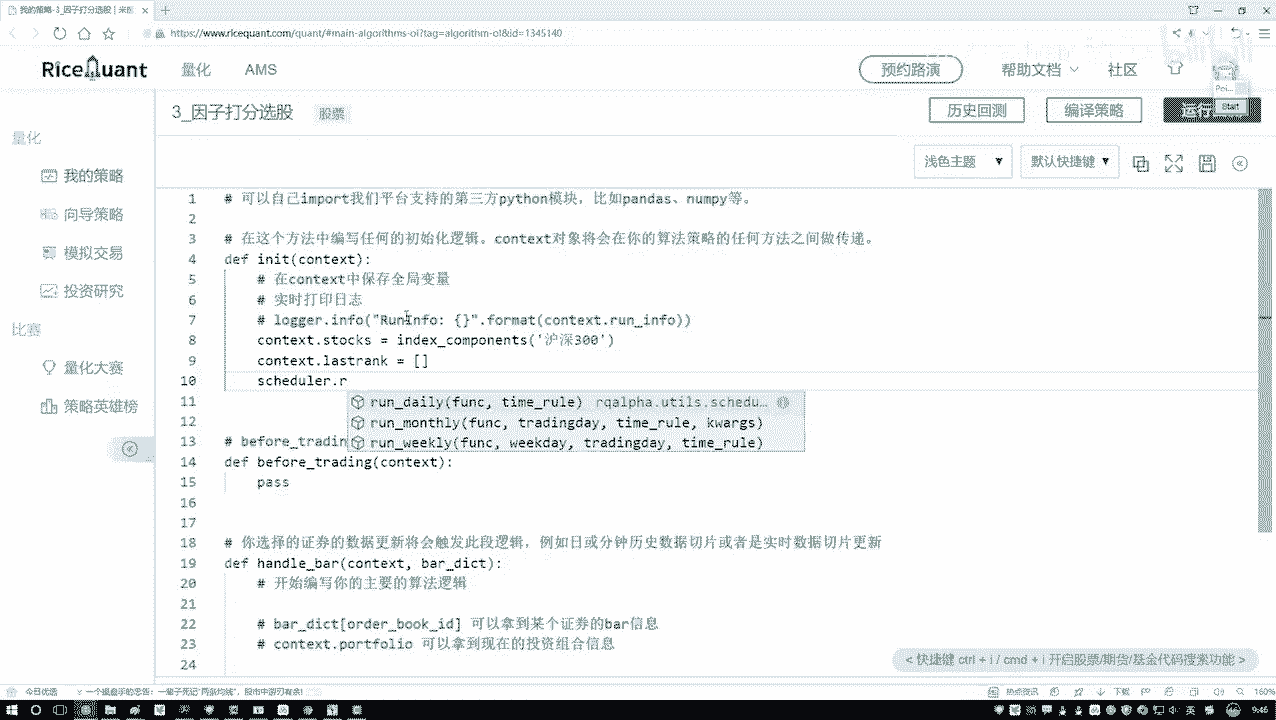 我的策略-3_因子打分选股 | 米
https://www.ricequant.com/quant/#main-algorithms-ol?tag=algorithm-ol&id=1345140
RiceQuant 量化 AMS 预约路演 帮助文档 社区
3_因子打分选股 股票 历史回测 编译策略
Start
量化
我的策略
向导策略
模拟交易
投资研究
比赛
量化大赛
策略英雄榜
浅色主题 默认快捷键
1 # 可以自己import我们平台支持的第三方python模块，比如pandas、numpy等。
2
3 # 在这个方法中编写任何的初始化逻辑。context对象将会在你的算法策略的任何方法之间做传递。
4 def init(context):
5 # 在context中保存全局变量
6 # 实时打印日志
7 # logger.info("RunInfo: {}".format(context.run_info))
8 context.stocks = index_components('沪深300')
9 context.lastrank = []
10 scheduler.r
11 run_daily(func, time_rule) rqalpha.utils.schedu…
12 run_monthly(func, tradingday, time_rule, kwargs)
13 # before_tradin run_weekly(func, weekday, tradingday, time_rule)
14 def before_trading(context):
15 pass
16
17
18 # 你选择的证券的数据更新将会触发此段逻辑，例如日或分钟历史数据切片或者是实时数据切片更新
19 def handle_bar(context, bar_dict):
20 # 开始编写你的主要的算法逻辑
21
22 # bar_dict[order_book_id] 可以拿到某个证券的bar信息
23 # context.portfolio 可以拿到现在的投资组合信息
24
< 快捷键 ctrl + i / cmd + i 开启股票/期货/基金代码搜索功能 >
今日优选 下载 160%
9:44